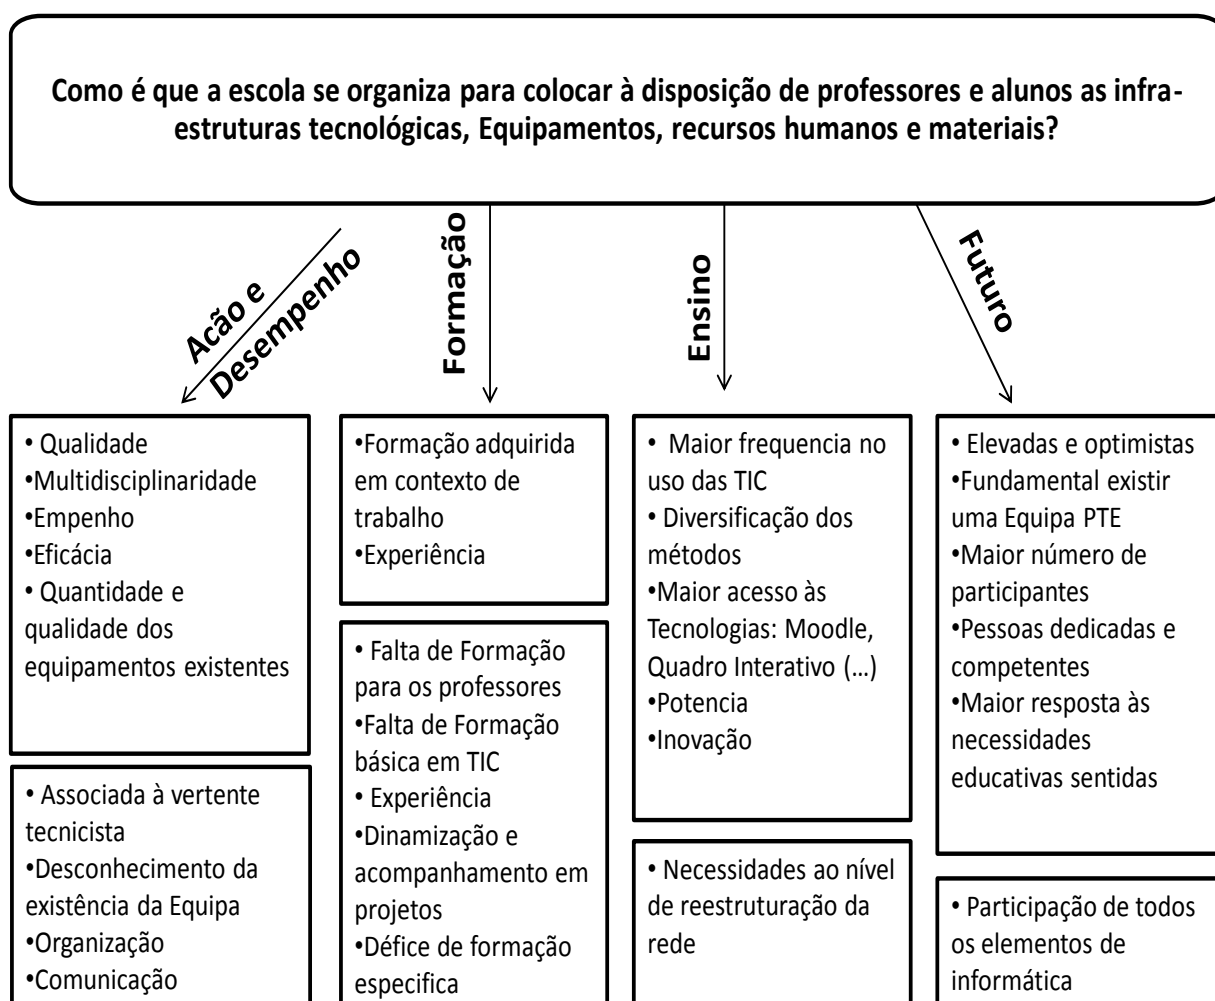 Como é que a escola se organiza para colocar à disposição de professores e alunos as infra-
estruturas tecnológicas, Equipamentos, recursos humanos e materiais?
Acão e
Desempenho
Formação
Ensino
Futuro
• Qualidade
•Multidisciplinaridade
•Empenho
•Eficácia
• Quantidade e
qualidade dos
equipamentos existentes
• Associada à vertente
tecnicista
•Desconhecimento da
existência da Equipa
•Organização
•Comunicação
•Formação adquirida
em contexto de
trabalho
•Experiência
• Falta de Formação
para os professores
•Falta de Formação
básica em TIC
• Experiência
•Dinamização e
acompanhamento em
projetos
•Défice de formação
especifica
• Maior frequencia no
uso das TIC
• Diversificação dos
métodos
•Maior acesso às
Tecnologias: Moodle,
Quadro Interativo (...)
•Potencia
•Inovação
• Necessidades ao nível
de reestruturação da
rede
• Elevadas e optimistas
•Fundamental existir
uma Equipa PTE
•Maior número de
participantes
•Pessoas dedicadas e
competentes
•Maior resposta às
necessidades
educativas sentidas
• Participação de todos
os elementos de
informática